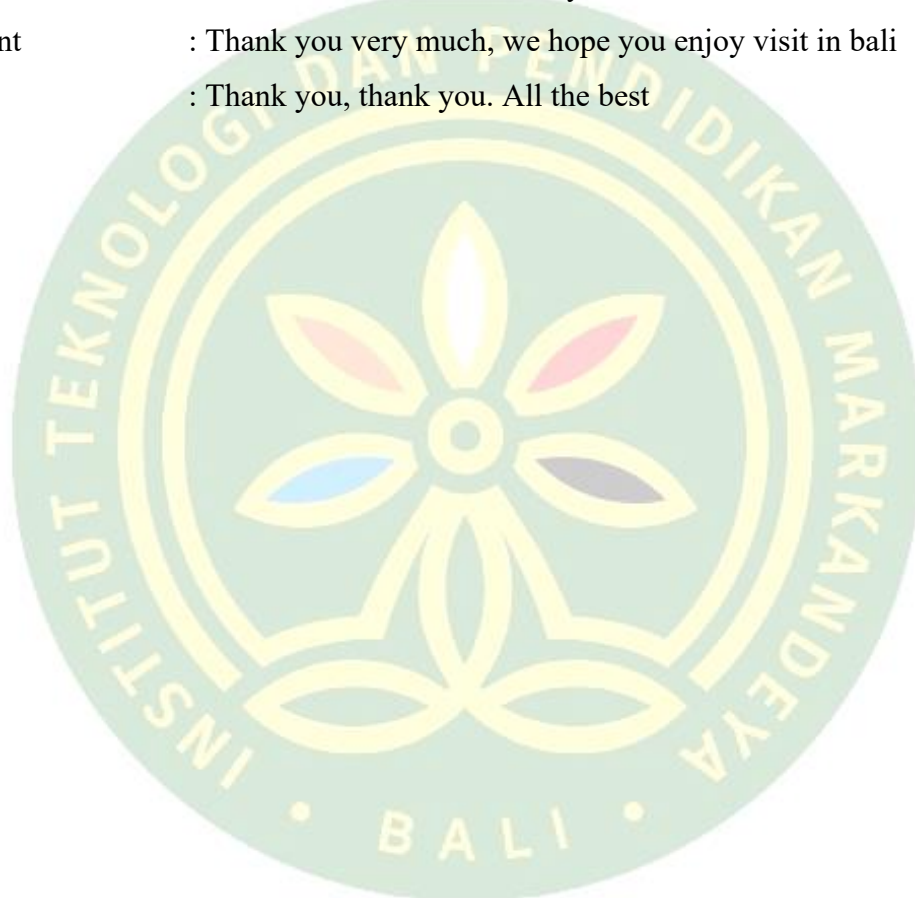 nt : Thank you very much, we hope you enjoy visit in bali
: Thank you, thank you. All the best
INSTITUT TEKNOLOGI DAN PENDIDIKAN MARKANDEYA
• BALI •